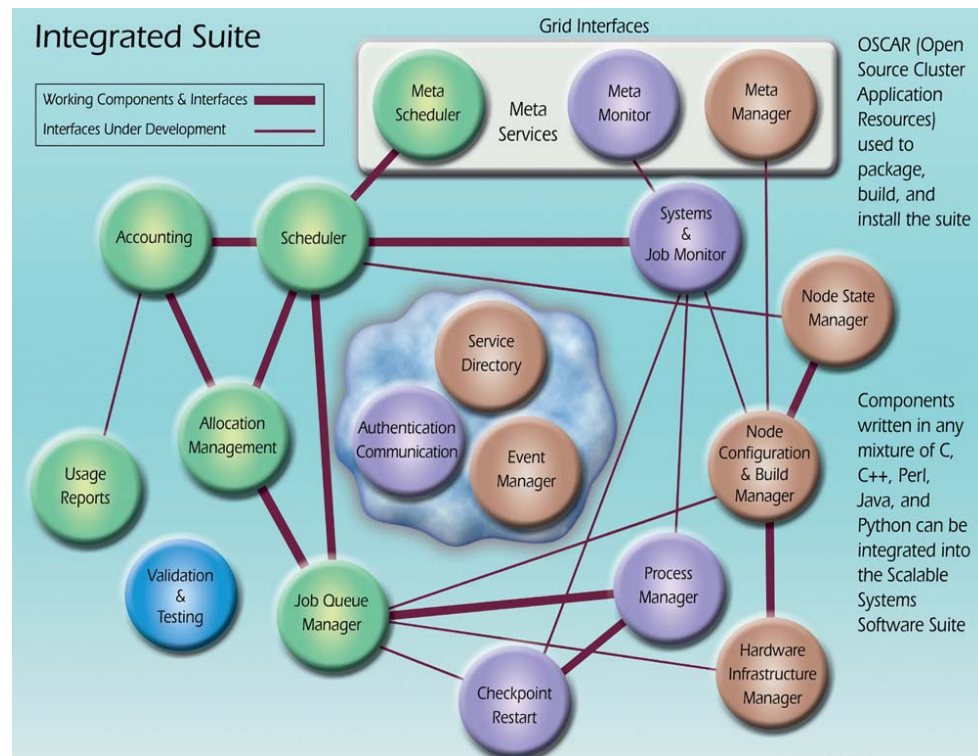 Integrated Suite
Grid Interfaces
Working Components & Interfaces
Interfaces Under Development
Meta
Scheduler
Meta
Services
Meta
Monitor
Meta
Manager
OSCAR (Open
Source Cluster
Application
Resources)
used to
package,
build, and
install the suite
Accounting
Scheduler
Systems
&
Job Monitor
Node State
Manager
Service
Directory
Authentication
Communication
Event
Manager
Allocation
Management
Usage
Reports
Node
Configuration
& Build
Manager
Components
written in any
mixture of C,
C++, Perl,
Java, and
Python can be
integrated into
the Scalable
Systems
Software Suite
Validation
&
Testing
Job Queue
Manager
Process
Manager
Checkpoint
Restart
Hardware
Infrastructure
Manager